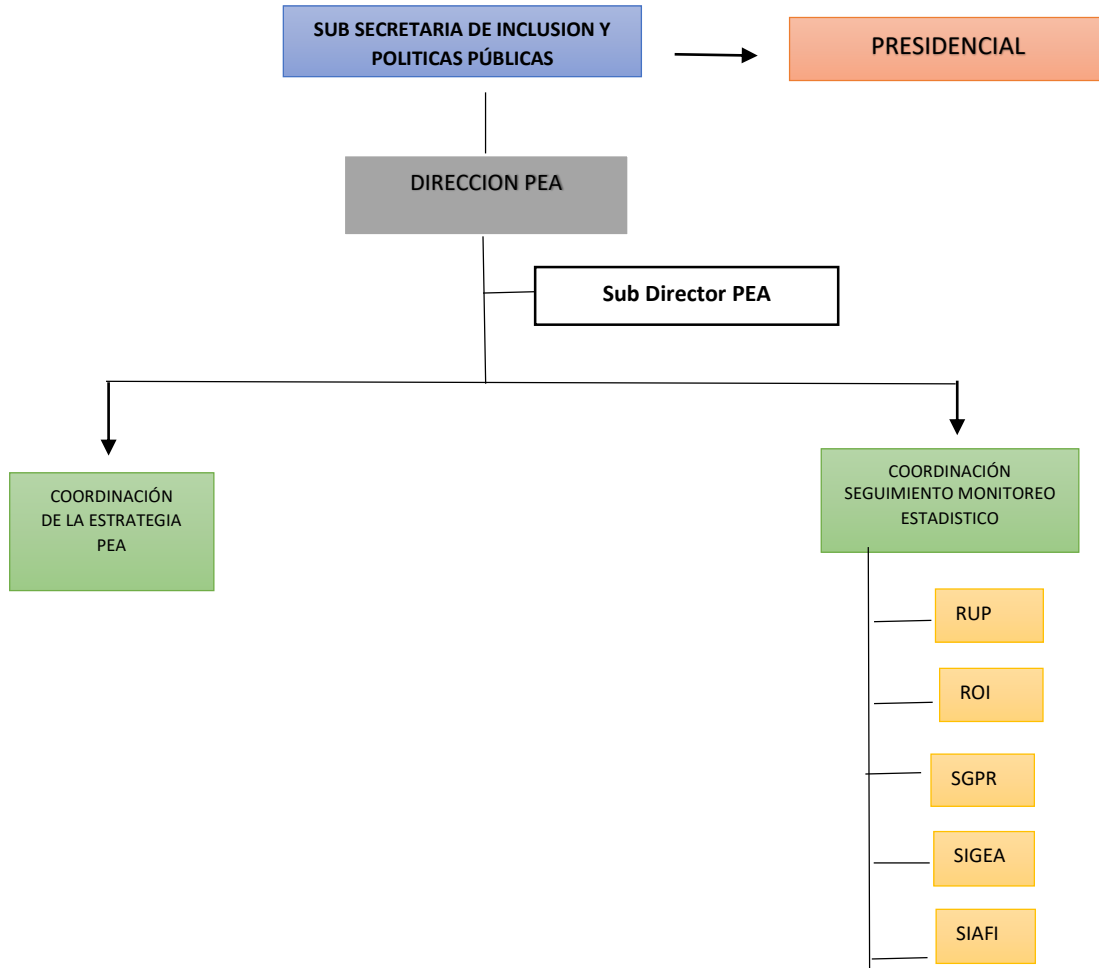 SUB SECRETARIA DE INCLUSION Y
POLITICAS PÚBLICAS
PRESIDENCIAL
DIRECCION PEA
Sub Director PEA
COORDINACIÓN
DE LA ESTRATEGIA
PEA
COORDINACIÓN
SEGUIMIENTO MONITOREO
ESTADISTICO
RUP
ROI
SGPR
SIGEA
SIAFI